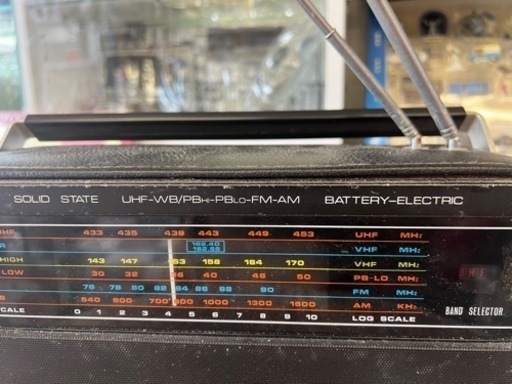 SOLID STATE UHF-WB/PBHI-PBLO-FM-AM BATTERY-ELECTRIC
433 435 439 443 449 453 UHF MHz
162.40
162.55 VHF MHz
HIGH 143 147 153 158 164 170 VHF MHz
LOW 30 32 36 40 45 50 PB-LO MHz
76 78 80 82 84 86 88 90 FM MHz
540 600 700 1000 1300 1600 AM KHz
SCALE 0 1 2 3 4 5 6 7 8 9 10 LOG SCALE
BAND SELECTOR